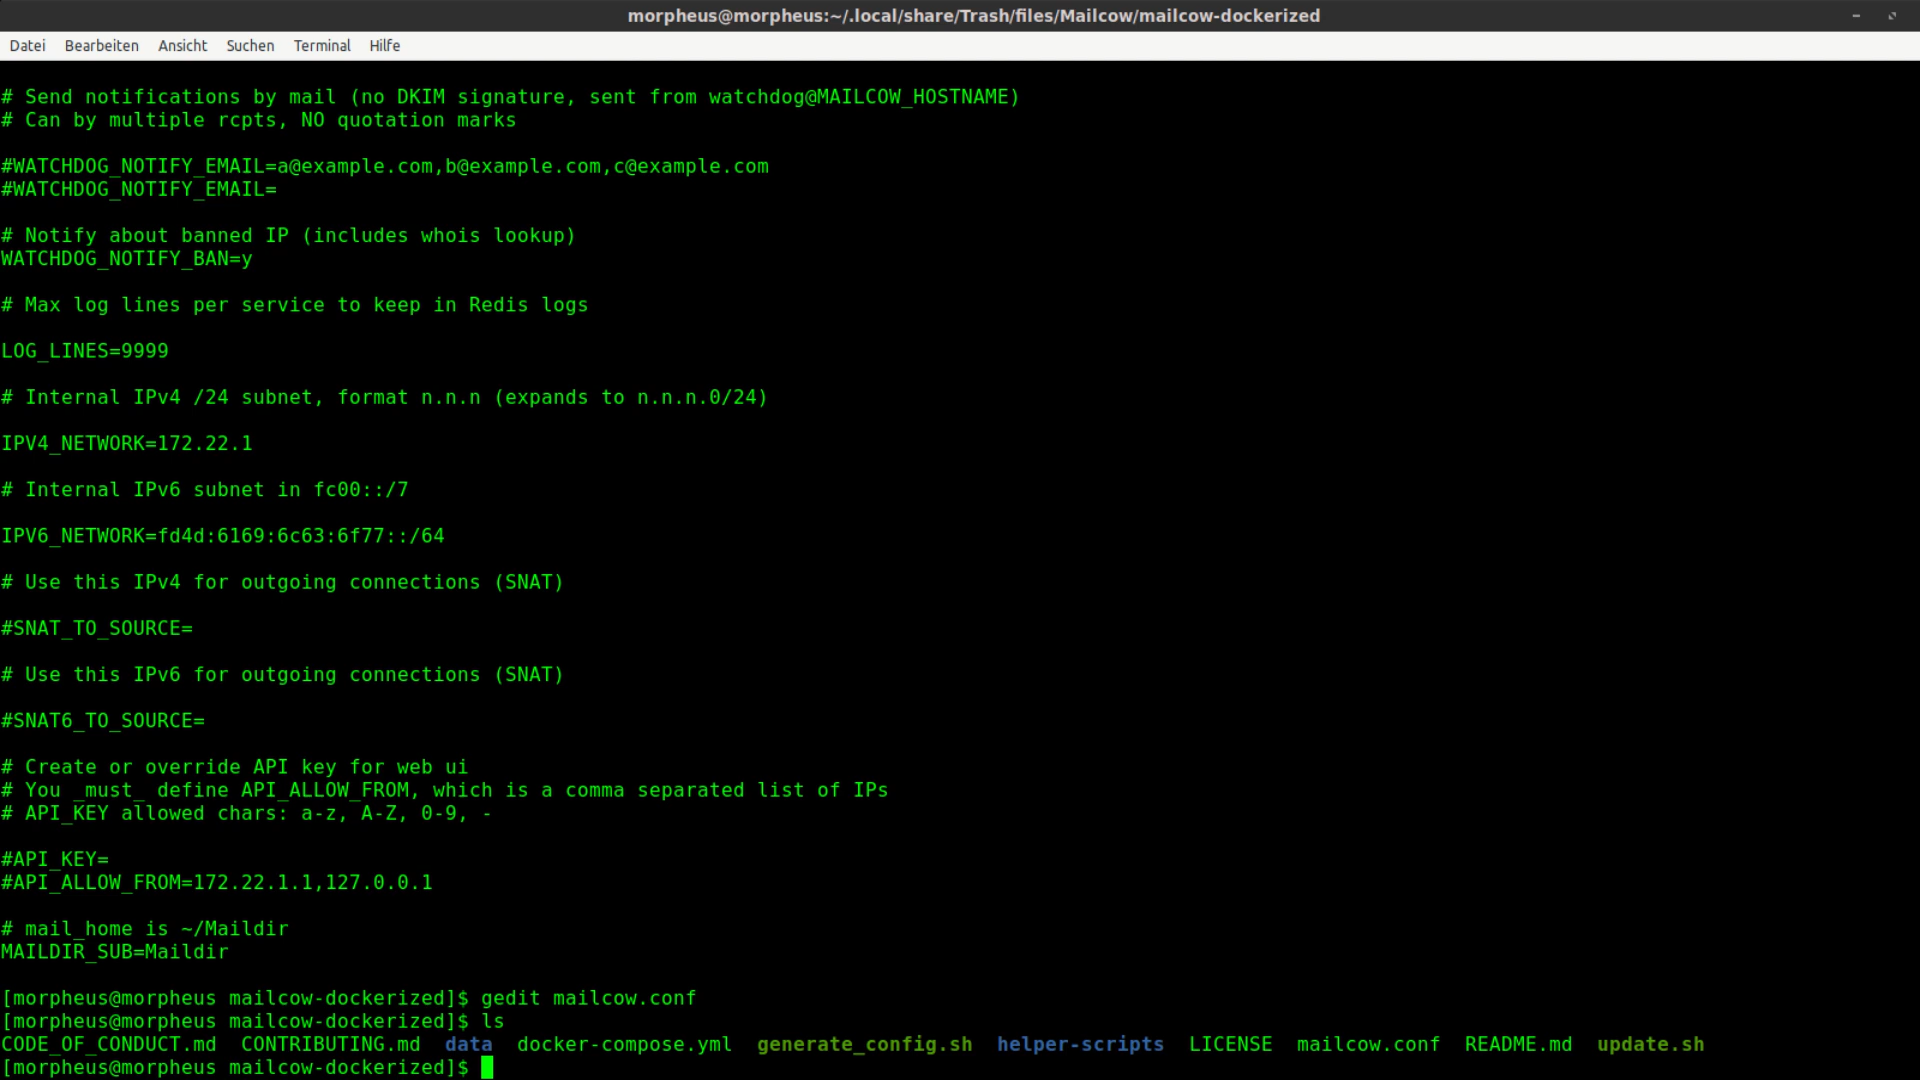 morpheus@morpheus:~/.local/share/Trash/files/Mailcow/mailcow-dockerized
Datei Bearbeiten Ansicht Suchen Terminal Hilfe
# Send notifications by mail (no DKIM signature, sent from watchdog@MAILCOW_HOSTNAME)
# Can by multiple rcpts, NO quotation marks
#WATCHDOG_NOTIFY_EMAIL=a@example.com,b@example.com,c@example.com
#WATCHDOG_NOTIFY_EMAIL=
# Notify about banned IP (includes whois lookup)
WATCHDOG_NOTIFY_BAN=y
# Max log lines per service to keep in Redis logs
LOG_LINES=9999
# Internal IPv4 /24 subnet, format n.n.n (expands to n.n.n.0/24)
IPV4_NETWORK=172.22.1
# Internal IPv6 subnet in fc00::/7
IPV6_NETWORK=fd4d:6169:6c63:6f77::/64
# Use this IPv4 for outgoing connections (SNAT)
#SNAT_TO_SOURCE=
# Use this IPv6 for outgoing connections (SNAT)
#SNAT6_TO_SOURCE=
# Create or override API key for web ui
# You _must_ define API_ALLOW_FROM, which is a comma separated list of IPs
# API_KEY allowed chars: a-z, A-Z, 0-9, -
#API_KEY=
#API_ALLOW_FROM=172.22.1.1,127.0.0.1
# mail_home is ~/Maildir
MAILDIR_SUB=Maildir
[morpheus@morpheus mailcow-dockerized]$ gedit mailcow.conf
[morpheus@morpheus mailcow-dockerized]$ ls
CODE_OF_CONDUCT.md CONTRIBUTING.md data docker-compose.yml generate_config.sh helper-scripts LICENSE mailcow.conf README.md update.sh
[morpheus@morpheus mailcow-dockerized]$